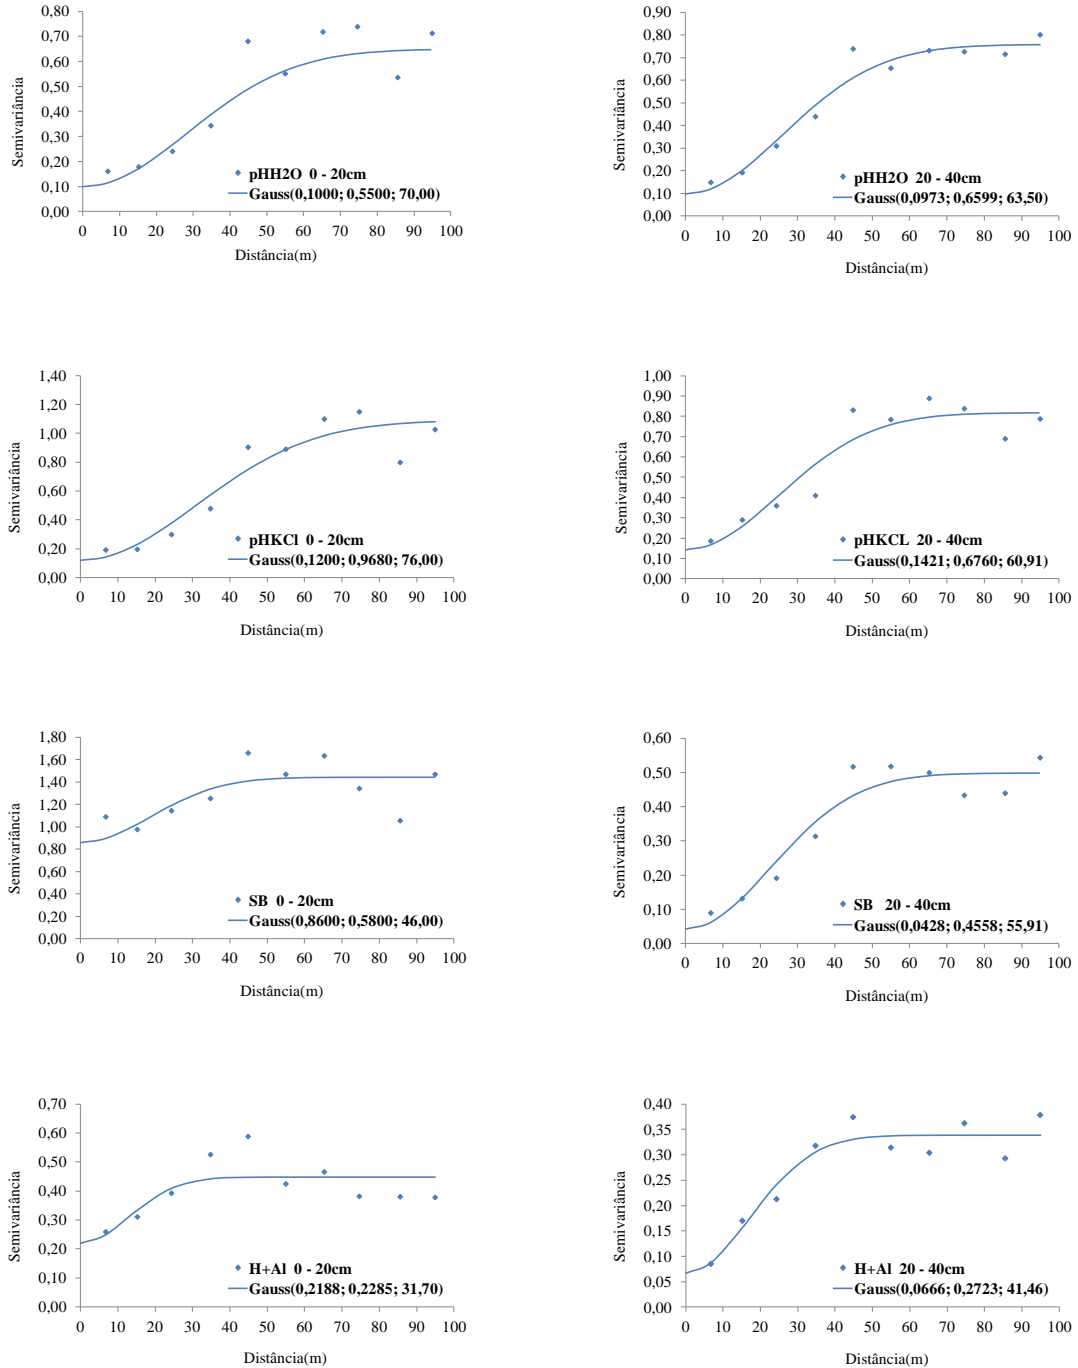 0,80
0,70
0,60
0,50
0,40
0,30
0,20
0,10
0,00
Semivariância
pHH2O 0 - 20cm
Gauss(0,1000; 0,5500; 70,00)
0 10 20 30 40 50 60 70 80 90 100
Distância(m)
0,90
0,80
0,70
0,60
0,50
0,40
0,30
0,20
0,10
0,00
Semivariância
pHH2O 20 - 40cm
Gauss(0,0973; 0,6599; 63,50)
0 10 20 30 40 50 60 70 80 90 100
Distância(m)
1,40
1,20
1,00
0,80
0,60
0,40
0,20
0,00
Semivariância
pHKCl 0 - 20cm
Gauss(0,1200; 0,9680; 76,00)
0 10 20 30 40 50 60 70 80 90 100
Distância(m)
1,00
0,90
0,80
0,70
0,60
0,50
0,40
0,30
0,20
0,10
0,00
Semivariância
pHKCL 20 - 40cm
Gauss(0,1421; 0,6760; 60,91)
0 10 20 30 40 50 60 70 80 90 100
Distância(m)
1,80
1,60
1,40
1,20
1,00
0,80
0,60
0,40
0,20
0,00
Semivariância
SB 0 - 20cm
Gauss(0,8600; 0,5800; 46,00)
0 10 20 30 40 50 60 70 80 90 100
Distância(m)
0,60
0,50
0,40
0,30
0,20
0,10
0,00
Semivariância
SB 20 - 40cm
Gauss(0,0428; 0,4558; 55,91)
0 10 20 30 40 50 60 70 80 90 100
Distância(m)
0,70
0,60
0,50
0,40
0,30
0,20
0,10
0,00
Semivariância
H+Al 0 - 20cm
Gauss(0,2188; 0,2285; 31,70)
0 10 20 30 40 50 60 70 80 90 100
Distância(m)
0,40
0,35
0,30
0,25
0,20
0,15
0,10
0,05
0,00
Semivariância
H+Al 20 - 40cm
Gauss(0,0666; 0,2723; 41,46)
0 10 20 30 40 50 60 70 80 90 100
Distância(m)